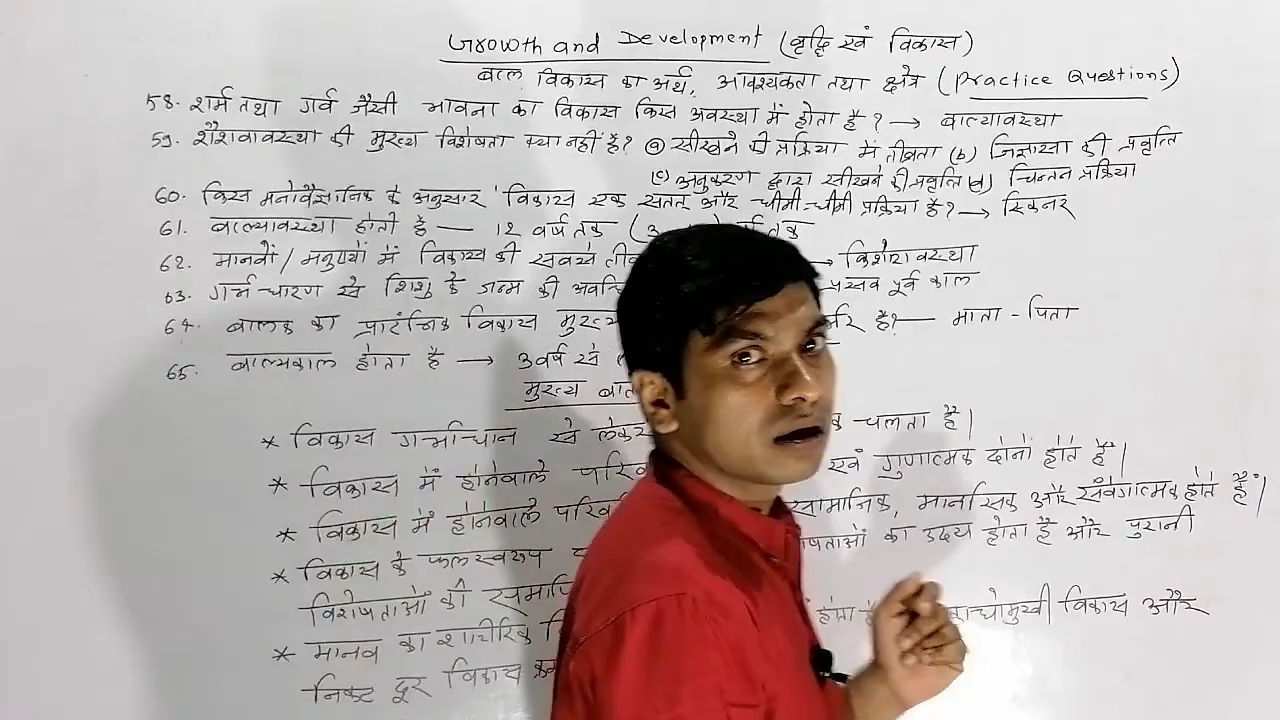 Growth and Development (वृद्धि एवं विकास)
बाल विकास का अर्थ, आवश्यकता तथा क्षेत्र (Practice Questions)
58. शर्म तथा गर्व जैसी भावना का विकास किस अवस्था में होता है? → बाल्यावस्था
59. शैशवावस्था की मुख्य विशेषता क्या नहीं है? (a) सीखने की प्रक्रिया में तीव्रता (b) जिज्ञासा की प्रवृत्ति
(c) अनुकरण द्वारा सीखने की प्रवृत्ति (d) चिन्तन प्रक्रिया
60. किस मनोवैज्ञानिक के अनुसार 'विकास एक सतत् और धीमी-धीमी प्रक्रिया है? → स्किनर
61. बाल्यावस्था होती है — 12 वर्ष तक ( वर्ष तक
62. मानवों / मनुष्यों में विकास की सबसे → किशोरावस्था
63. गर्भधारण से शिशु के जन्म की अवधि प्रसव पूर्व काल
64. बालक का प्रारंभिक विकास मुख्य है? — माता-पिता
65. बाल्यकाल होता है → 3 वर्ष से
मुख्य बातें
* विकास गर्भाधान से लेकर चलता है।
* विकास में होनेवाले एवं गुणात्मक दोनों होते हैं।
* विकास में होनेवाले सामाजिक, मानसिक और संवेगात्मक होते हैं।
* विकास के फलस्वरूप का उदय होता है और पुरानी
विशेषताओं की
* मानव का शारीरिक होता विकास और
निकट दूर विकास